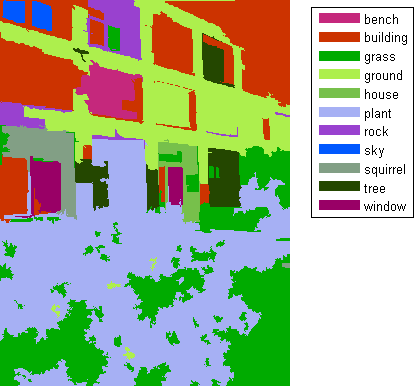 bench
building
grass
ground
house
plant
rock
sky
squirrel
tree
window